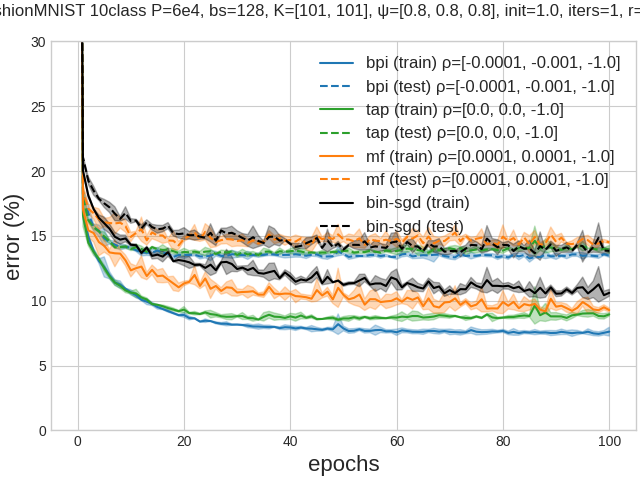 shionMNIST 10class P=6e4, bs=128, K=[101, 101], ψ=[0.8, 0.8, 0.8], init=1.0, iters=1, r=
30
25
20
15
10
5
0
error (%)
bpi (train) ρ=[-0.0001, -0.001, -1.0]
bpi (test) ρ=[-0.0001, -0.001, -1.0]
tap (train) ρ=[0.0, 0.0, -1.0]
tap (test) ρ=[0.0, 0.0, -1.0]
mf (train) ρ=[0.0001, 0.0001, -1.0]
mf (test) ρ=[0.0001, 0.0001, -1.0]
bin-sgd (train)
bin-sgd (test)
0 20 40 60 80 100
epochs